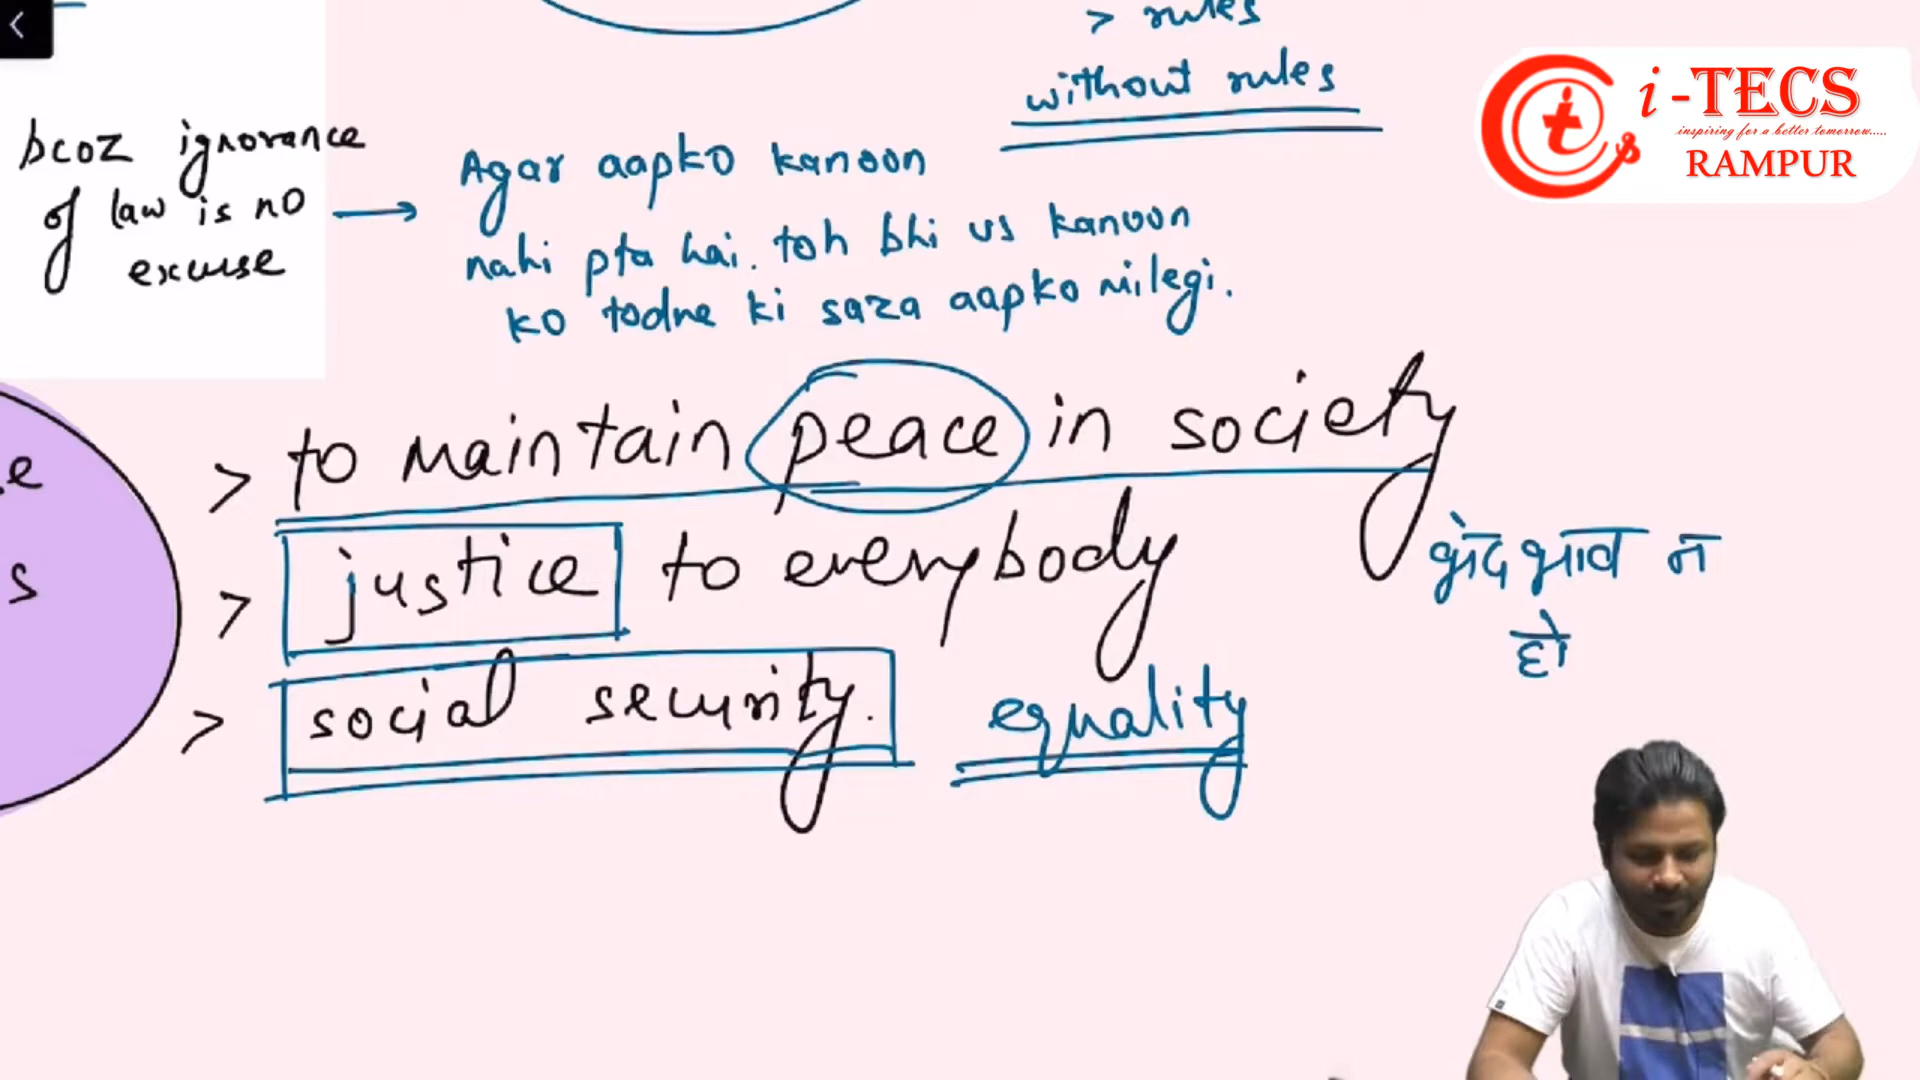 > rules
without rules
i-TECS
inspiring for a better tomorrow.....
RAMPUR
bcoz ignorance
of law is no
excuse
Agar aapko kanoon
nahi pta hai. toh bhi us kanoon
ko todne ki saza aapko milegi.
> to maintain peace in society
> justice to everybody
भेद भाव न
हो
> social security.
equality